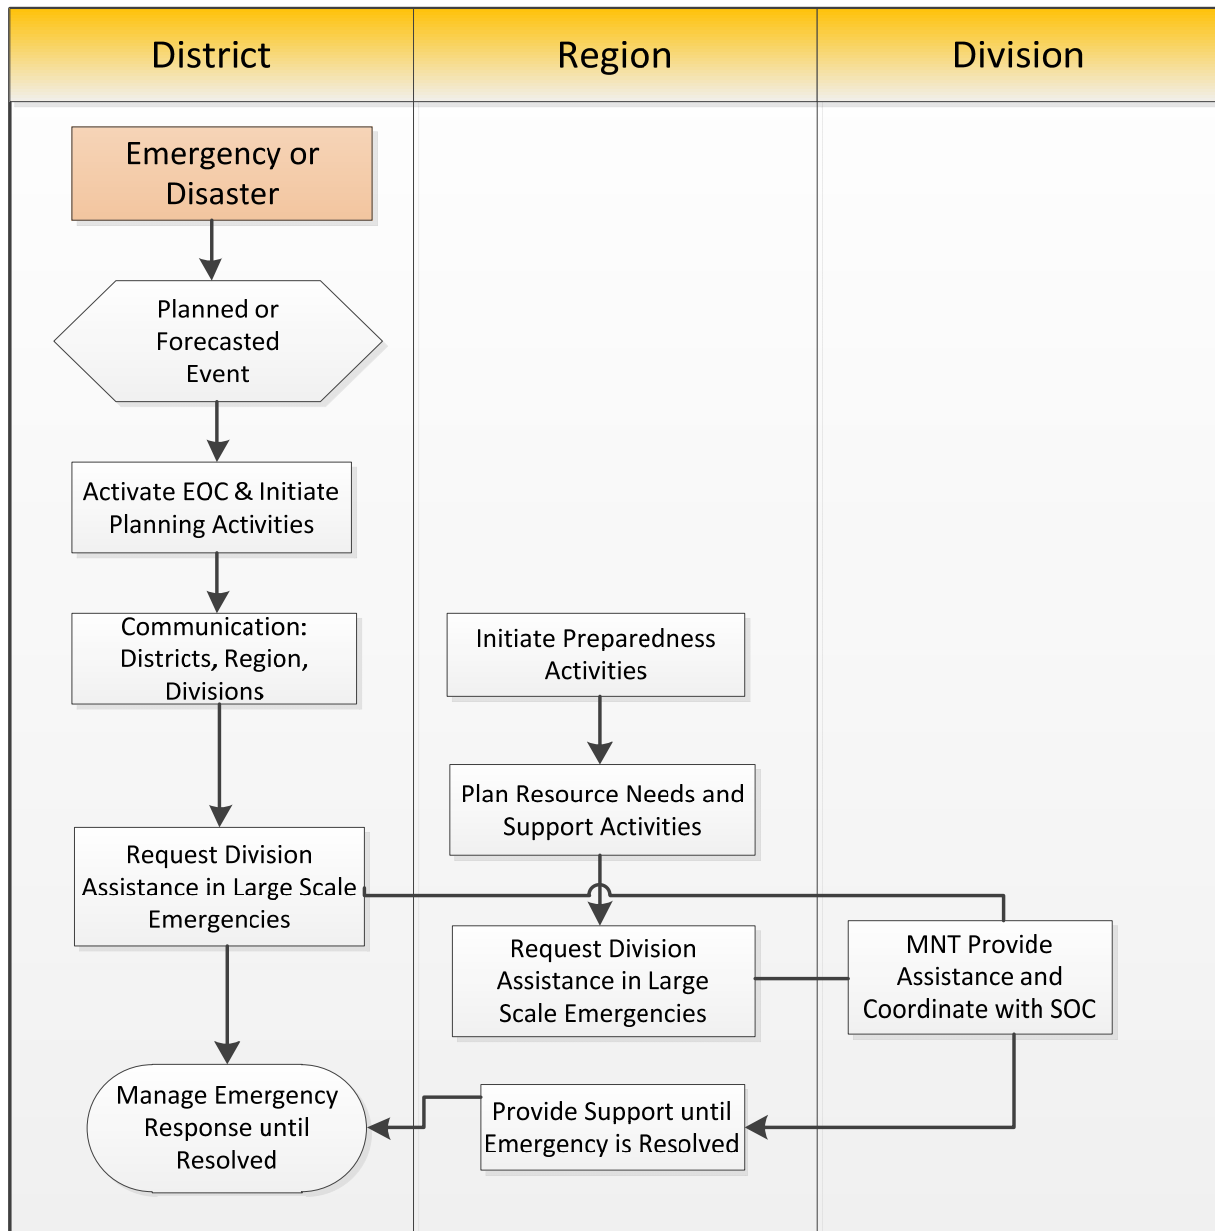 District
Region
Division
Emergency or
Disaster
Planned or
Forecasted
Event
Activate EOC & Initiate
Planning Activities
Communication:
Districts, Region,
Divisions
Initiate Preparedness
Activities
Plan Resource Needs and
Support Activities
Request Division
Assistance in Large Scale
Emergencies
Request Division
Assistance in Large
Scale Emergencies
MNT Provide
Assistance and
Coordinate with SOC
Manage Emergency
Response until
Resolved
Provide Support until
Emergency is Resolved